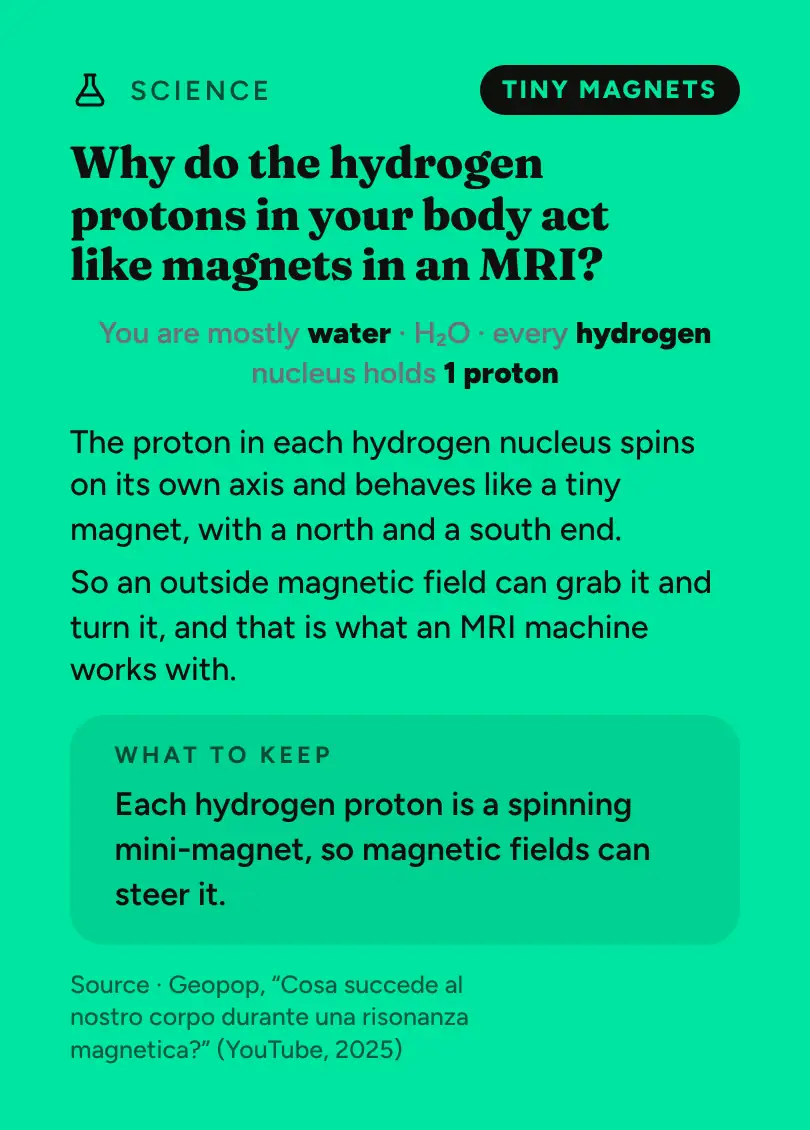 SCIENCE
TINY MAGNETS
Why do the hydrogen
protons in your body act
like magnets in an MRI?
You are mostly water · H₂O · every hydrogen
nucleus holds 1 proton
The proton in each hydrogen nucleus spins
on its own axis and behaves like a tiny
magnet, with a north and a south end.
So an outside magnetic field can grab it and
turn it, and that is what an MRI machine
works with.
WHAT TO KEEP
Each hydrogen proton is a spinning
mini-magnet, so magnetic fields can
steer it.
Source · Geopop, “Cosa succede al
nostro corpo durante una risonanza
magnetica?” (YouTube, 2025)